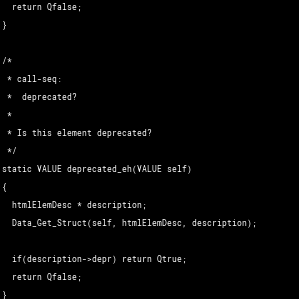 return Qfalse;
}

/*
 * call-seq:
 *  deprecated?
 *
 * Is this element deprecated?
 */
static VALUE deprecated_eh(VALUE self)
{
  htmlElemDesc * description;
  Data_Get_Struct(self, htmlElemDesc, description);

  if(description->depr) return Qtrue;
  return Qfalse;
}